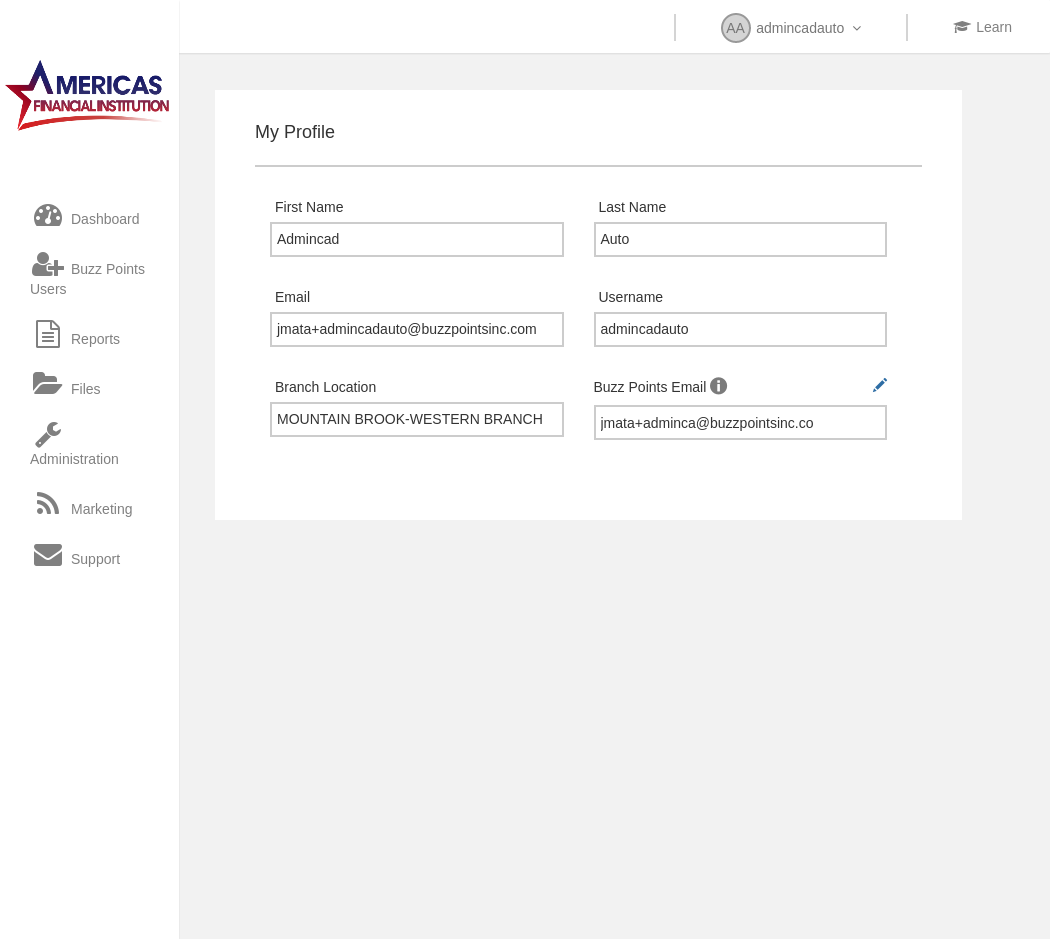 AA admincadauto
Learn
AMERICAS
FINANCIAL INSTITUTION
Dashboard
Buzz Points
Users
Reports
Files
Administration
Marketing
Support
My Profile
First Name
Last Name
Admincad
Auto
Email
Username
jmata+admincadauto@buzzpointsinc.com
admincadauto
Branch Location
Buzz Points Email
MOUNTAIN BROOK-WESTERN BRANCH
jmata+adminca@buzzpointsinc.co